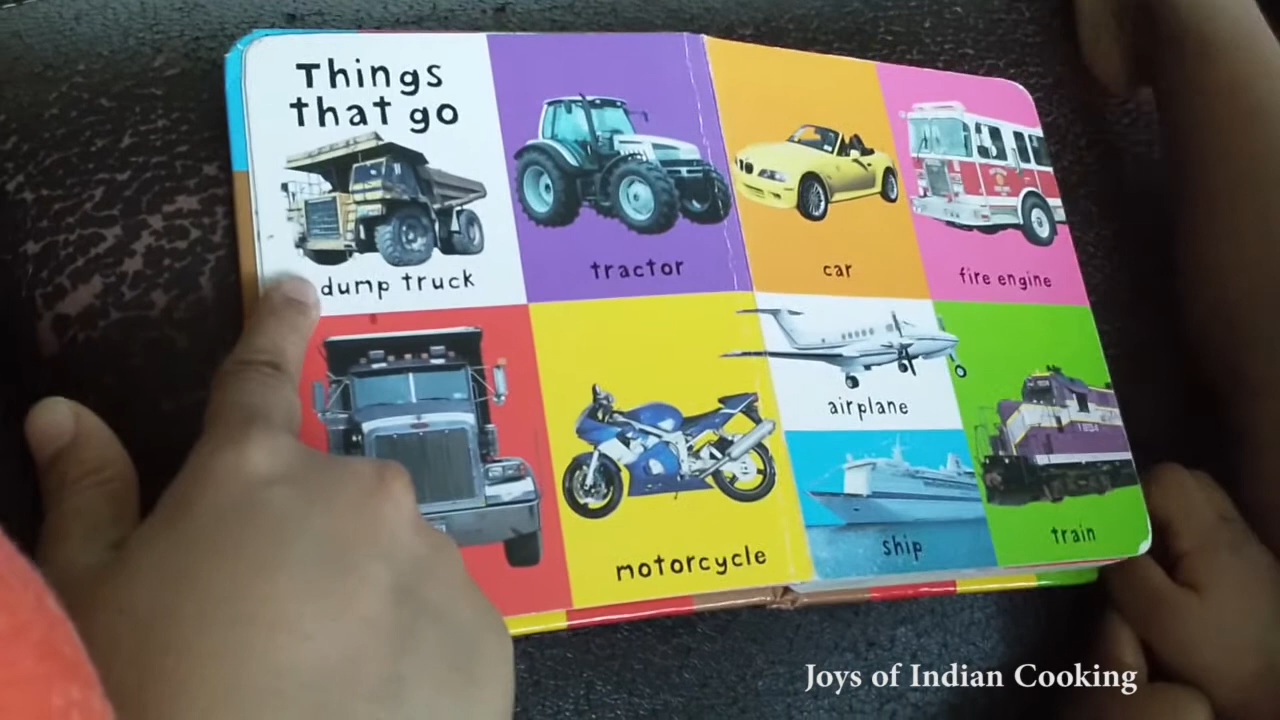 Things
that go
dump truck
tractor
car
fire engine
motorcycle
airplane
ship
train
Joys of Indian Cooking